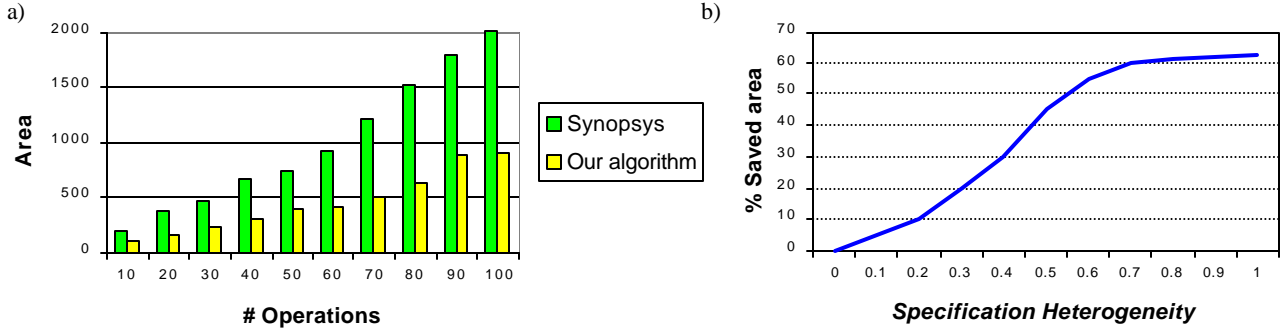 a)
2000
1500
1000
500
0
Area
10 20 30 40 50 60 70 80 90 100
# Operations
Synopsys
Our algorithm
b)
70
60
50
40
30
20
10
0
% Saved area
0 0.1 0.2 0.3 0.4 0.5 0.6 0.7 0.8 0.9 1
Specification Heterogeneity